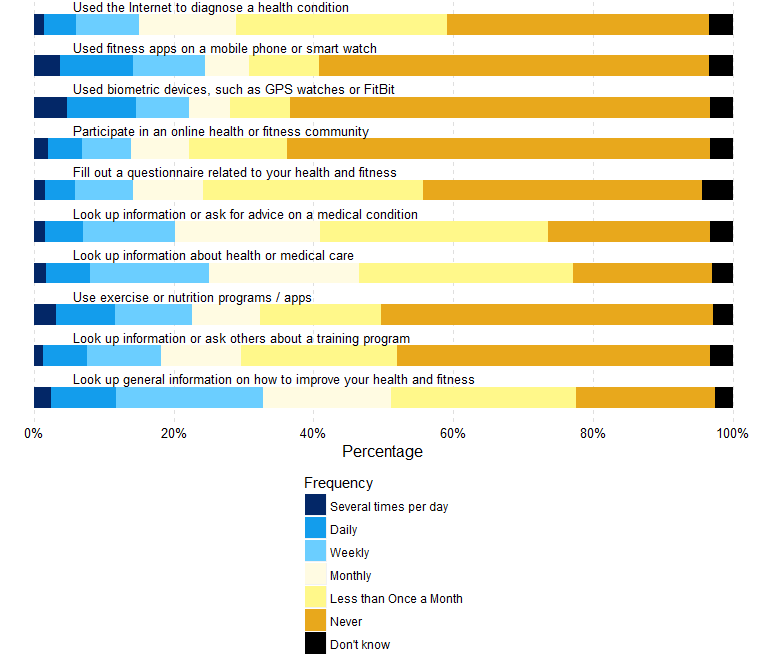 Used the Internet to diagnose a health condition
Used fitness apps on a mobile phone or smart watch
Used biometric devices, such as GPS watches or FitBit
Participate in an online health or fitness community
Fill out a questionnaire related to your health and fitness
Look up information or ask for advice on a medical condition
Look up information about health or medical care
Use exercise or nutrition programs / apps
Look up information or ask others about a training program
Look up general information on how to improve your health and fitness
0% 20% 40% 60% 80% 100%
Percentage
Frequency
Several times per day
Daily
Weekly
Monthly
Less than Once a Month
Never
Don't know